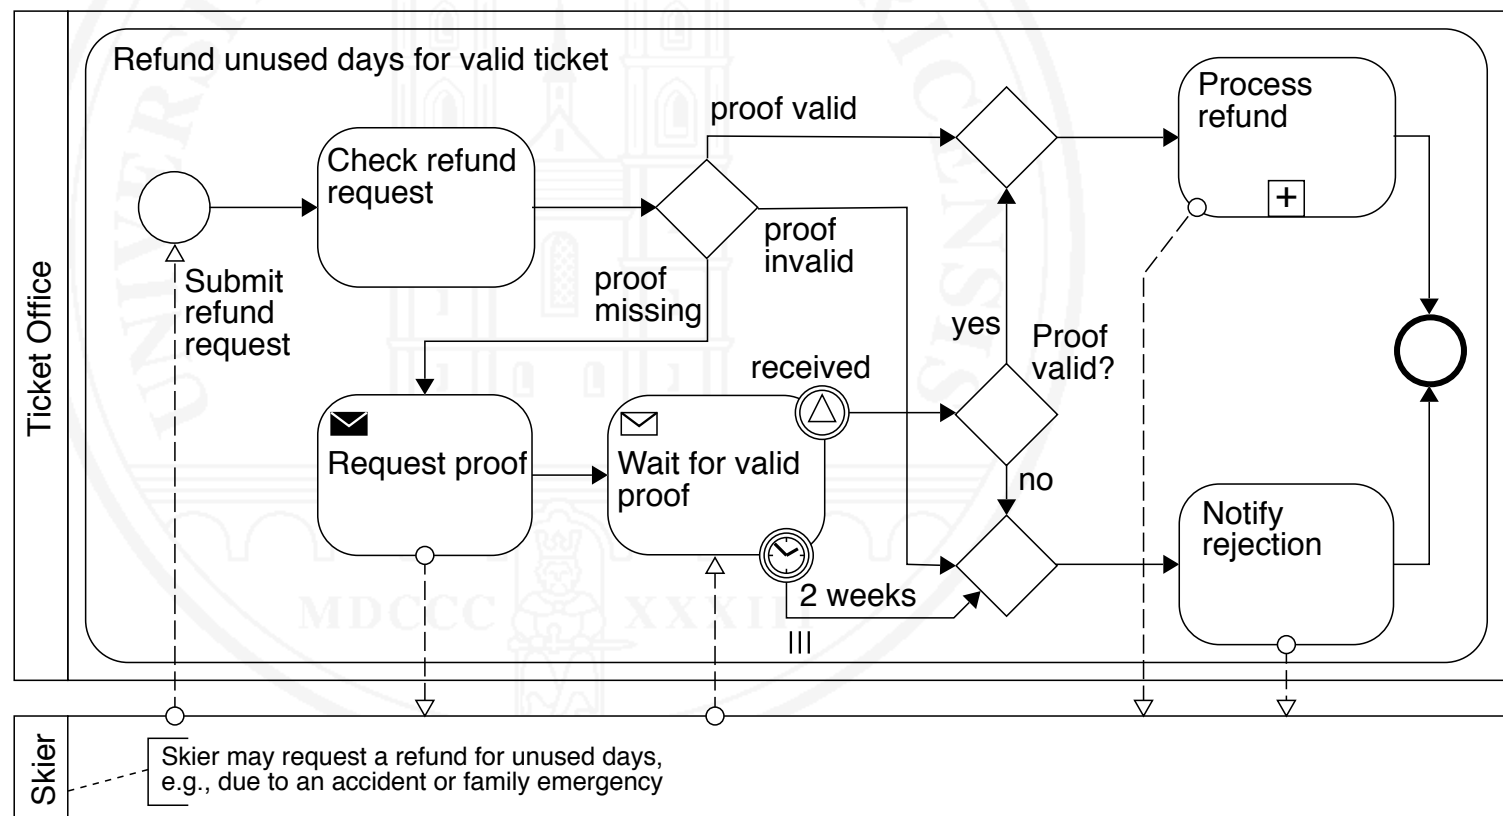 Refund unused days for valid ticket
Ticket Office
Submit
refund
request
Check refund
request
proof valid
proof
invalid
proof
missing
Request proof
received
Wait for valid
proof
2 weeks
yes
Proof
valid?
no
Process
refund
+
Notify
rejection
III
Skier
Skier may request a refund for unused days,
e.g., due to an accident or family emergency
MDCCC XXXIII